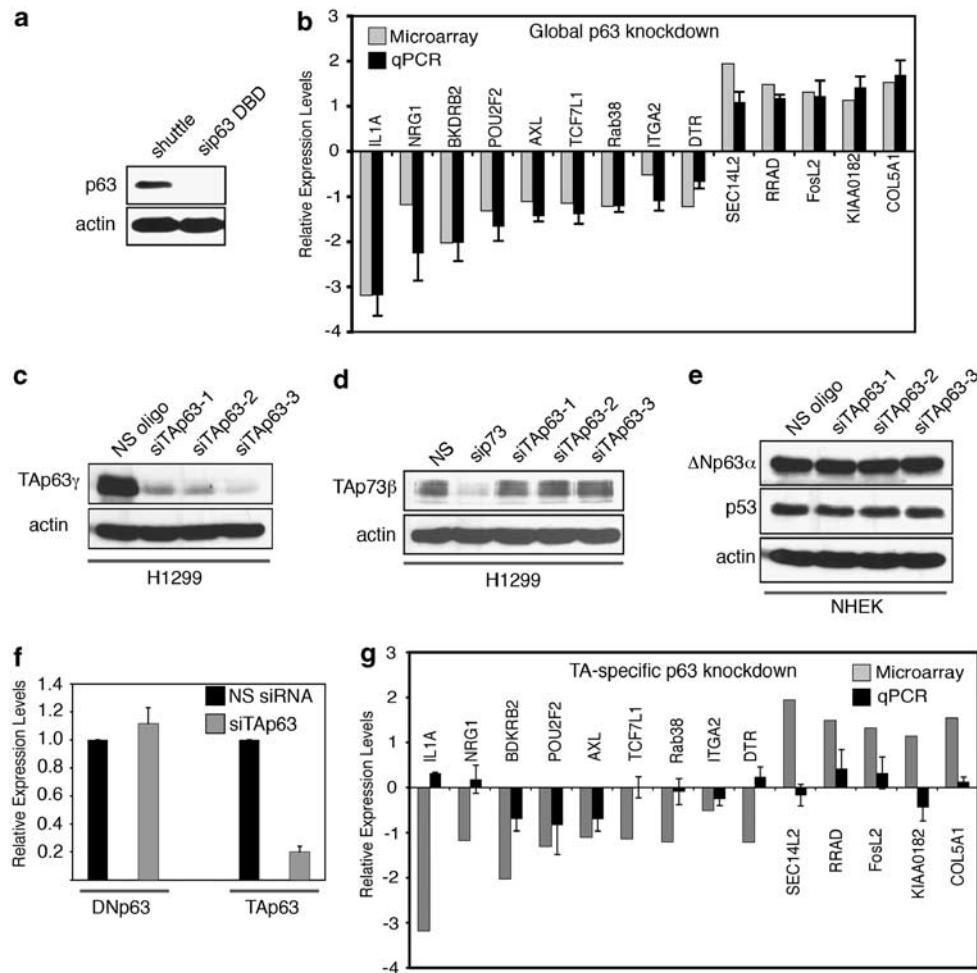 a
shuttle
sip63 DBD
p63
actin
b
Global p63 knockdown
Microarray
qPCR
Relative Expression Levels
3
2
1
0
-1
-2
-3
-4
IL1A
NRG1
BKDRB2
POU2F2
AXL
TCF7L1
Rab38
ITGA2
DTR
SEC14L2
RRAD
FosL2
KIAA0182
COL5A1
c
NS oligo
siTAp63-1
siTAp63-2
siTAp63-3
TAp63γ
actin
H1299
d
NS
sip73
siTAp63-1
siTAp63-2
siTAp63-3
TAp73β
actin
H1299
e
NS oligo
siTAp63-1
siTAp63-2
siTAp63-3
ΔNp63α
p53
actin
NHEK
f
Relative Expression Levels
1.4
1.2
1.0
0.8
0.6
0.4
0.2
NS siRNA
siTAp63
DNp63
TAp63
g
TA-specific p63 knockdown
Microarray
qPCR
Relative Expression Levels
3
2
1
0
-1
-2
-3
-4
IL1A
NRG1
BDKRB2
POU2F2
AXL
TCF7L1
Rab38
ITGA2
DTR
SEC14L2
RRAD
FosL2
KIAA0182
COL5A1